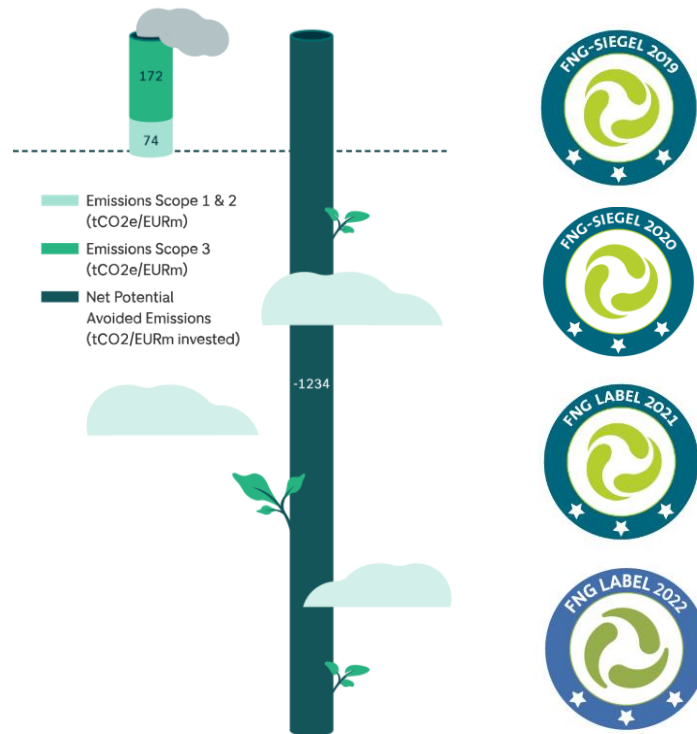 172
74
Emissions Scope 1 & 2
(tCO2e/EURm)
Emissions Scope 3
(tCO2e/EURm)
Net Potential
Avoided Emissions
(tCO2/EURm invested)
-1234
FNG-SIEGEL 2019
FNG-SIEGEL 2020
FNG LABEL 2021
FNG LABEL 2022